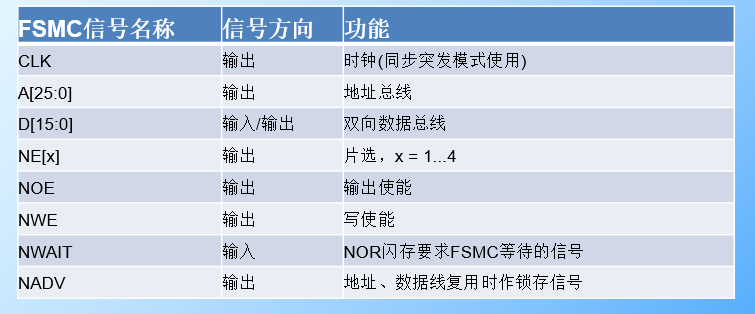 FSMC信号名称 信号方向 功能
CLK 输出 时钟(同步突发模式使用)
A[25:0] 输出 地址总线
D[15:0] 输入/输出 双向数据总线
NE[x] 输出 片选，x = 1...4
NOE 输出 输出使能
NWE 输出 写使能
NWAIT 输入 NOR闪存要求FSMC等待的信号
NADV 输出 地址、数据线复用时作锁存信号